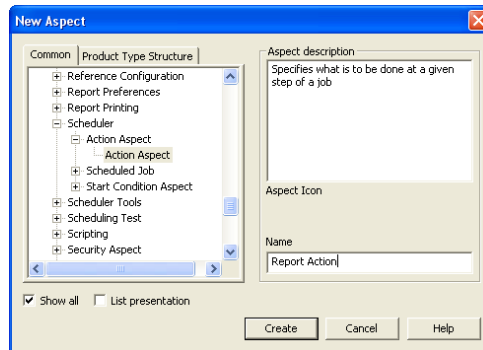 New Aspect
Common
Product Type Structure
Reference Configuration
Report Preferences
Report Printing
Scheduler
Action Aspect
Action Aspect
Scheduled Job
Start Condition Aspect
Scheduler Tools
Scheduling Test
Scripting
Security Aspect
Show all
List presentation
Aspect description
Specifies what is to be done at a given
step of a job
Aspect Icon
Name
Report Action
Create
Cancel
Help